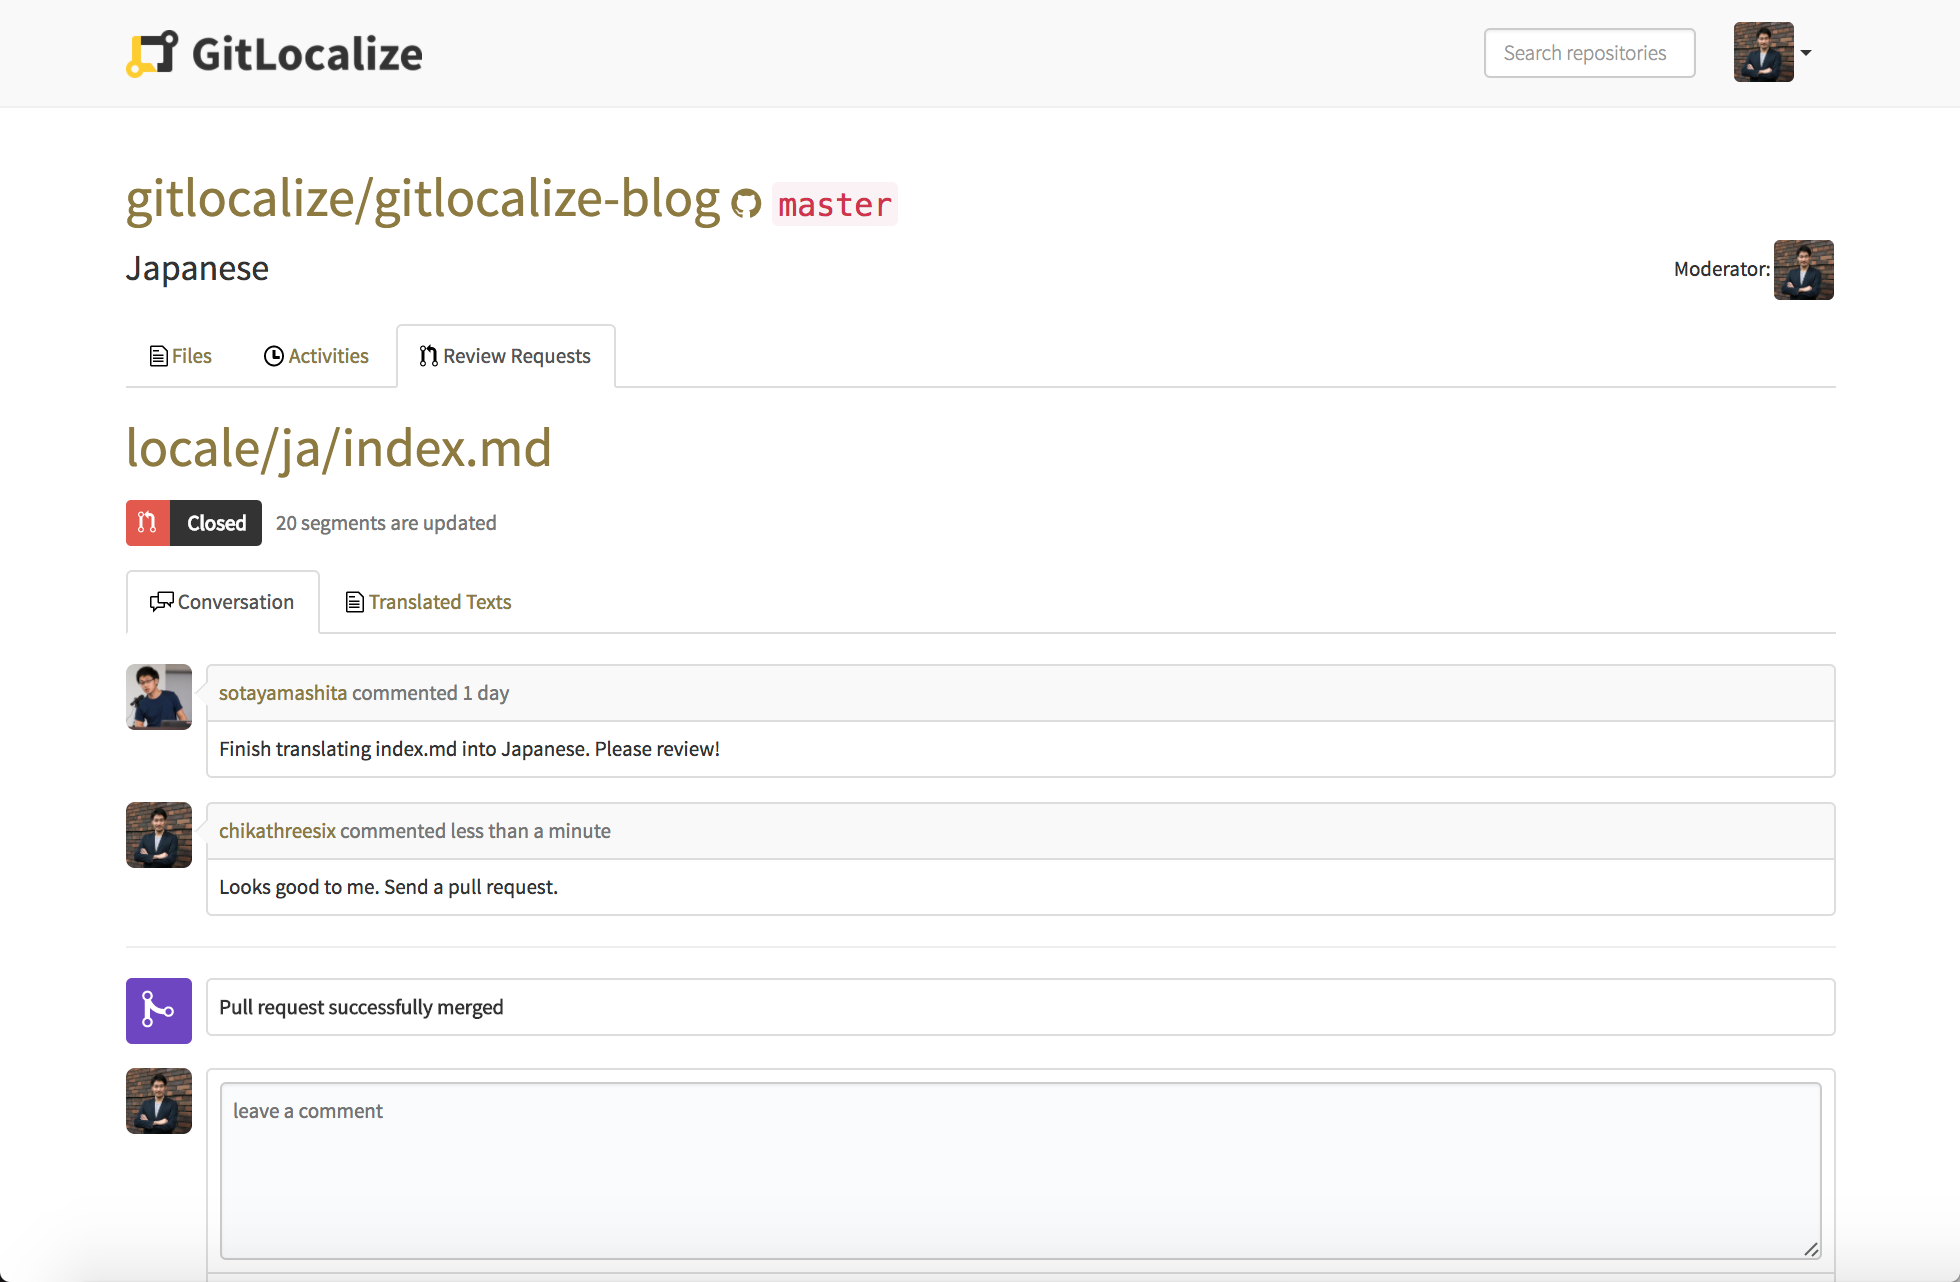 GitLocalize
Search repositories
gitlocalize/gitlocalize-blog master
Japanese
Moderator:
Files Activities Review Requests
locale/ja/index.md
Closed 20 segments are updated
Conversation Translated Texts
sotayamashita commented 1 day
Finish translating index.md into Japanese. Please review!
chikathreesix commented less than a minute
Looks good to me. Send a pull request.
Pull request successfully merged
leave a comment